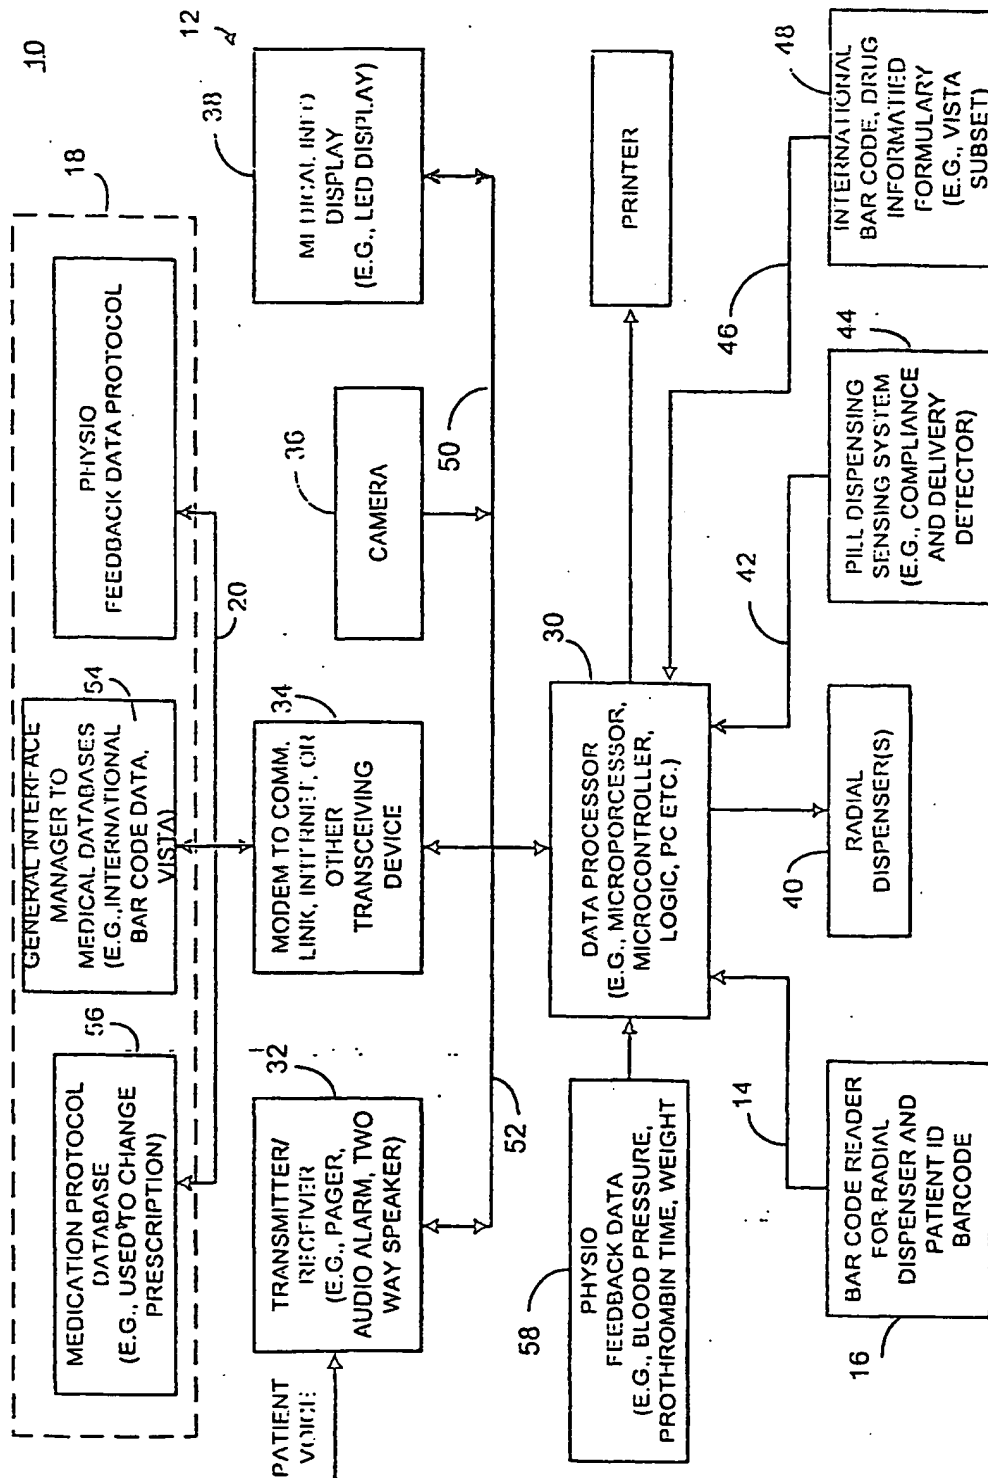 10
18
MEDICATION PROTOCOL
DATABASE
(E.G., USED TO CHANGE
PRESCRIPTION)
56
GENERAL INTERFACE
MANAGER TO
MEDICAL DATABASES
(E.G., INTERNATIONAL
BAR CODE DATA,
VISTA)
54
PHYSIO
FEEDBACK DATA PROTOCOL
20
12
PATIENT
VOICE
TRANSMITTER/
RECEIVER
(E.G., PAGER,
AUDIO ALARM, TWO
WAY SPEAKER)
32
MODEM TO COMM.
LINK, INTERNET, OR
OTHER
TRANSCEIVING
DEVICE
34
CAMERA
36
MEDICAL INFO
DISPLAY
(E.G., LED DISPLAY)
38
52
50
PHYSIO
FEEDBACK DATA
(E.G., BLOOD PRESSURE,
PROTHROMBIN TIME, WEIGHT
58
DATA PROCESSOR
(E.G., MICROPORCESSOR,
MICROCONTROLLER,
LOGIC, PC ETC.)
30
PRINTER
14
42
46
BAR CODE READER
FOR RADIAL
DISPENSER AND
PATIENT ID
BARCODE
16
RADIAL
DISPENSER(S)
40
PILL DISPENSING
SENSING SYSTEM
(E.G., COMPLIANCE
AND DELIVERY
DETECTOR)
44
INTERNATIONAL
BAR CODE, DRUG
INFORMATIED
FORMULARY
(E.G., VISTA
SUBSET)
48